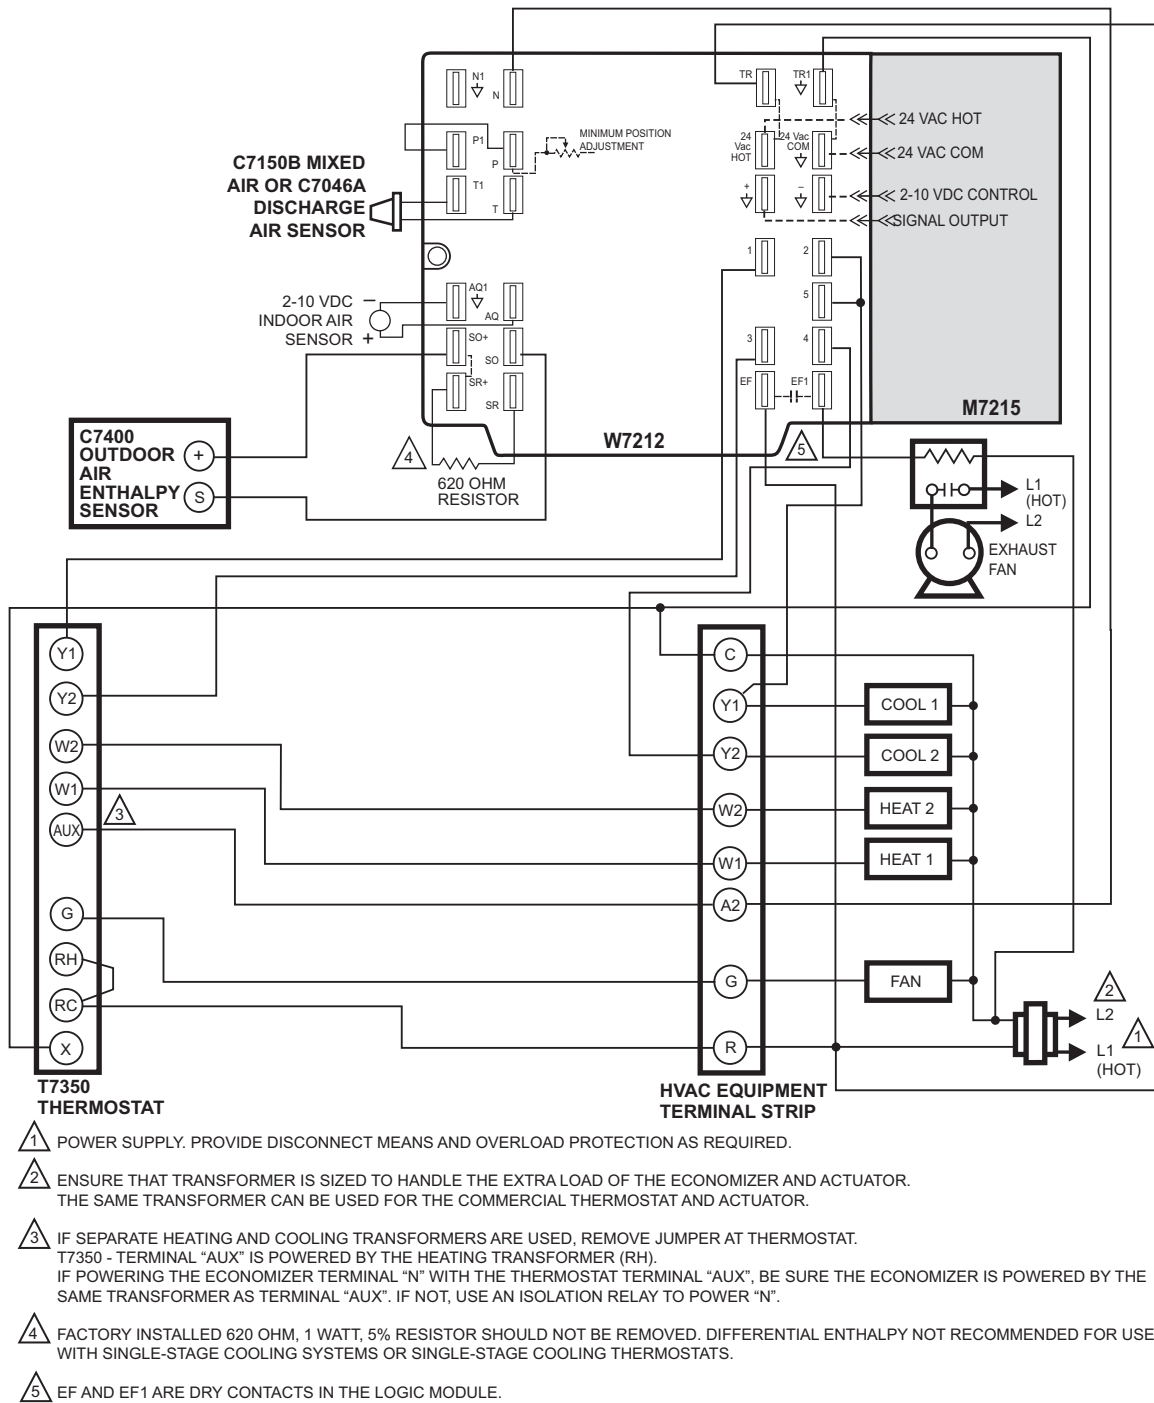 N1
N
TR
TR1
24 VAC HOT
P1
P
MINIMUM POSITION
ADJUSTMENT
24
Vac
HOT
24 Vac
COM
24 VAC COM
C7150B MIXED
AIR OR C7046A
DISCHARGE
AIR SENSOR
T1
T
+
–
2-10 VDC CONTROL
SIGNAL OUTPUT
1
2
5
2-10 VDC
INDOOR AIR
SENSOR
–
+
AQ1
AQ
SO+
SO
3
4
SR+
SR
EF
EF1
M7215
W7212
C7400
OUTDOOR
AIR
ENTHALPY
SENSOR
+
S
4
620 OHM
RESISTOR
5
L1
(HOT)
L2
EXHAUST
FAN
Y1
Y2
W2
W1
AUX
3
G
RH
RC
X
T7350
THERMOSTAT
C
Y1
Y2
W2
W1
A2
G
R
HVAC EQUIPMENT
TERMINAL STRIP
COOL 1
COOL 2
HEAT 2
HEAT 1
FAN
2
L2
1
L1
(HOT)
1 POWER SUPPLY. PROVIDE DISCONNECT MEANS AND OVERLOAD PROTECTION AS REQUIRED.
2 ENSURE THAT TRANSFORMER IS SIZED TO HANDLE THE EXTRA LOAD OF THE ECONOMIZER AND ACTUATOR.
THE SAME TRANSFORMER CAN BE USED FOR THE COMMERCIAL THERMOSTAT AND ACTUATOR.
3 IF SEPARATE HEATING AND COOLING TRANSFORMERS ARE USED, REMOVE JUMPER AT THERMOSTAT.
T7350 - TERMINAL “AUX” IS POWERED BY THE HEATING TRANSFORMER (RH).
IF POWERING THE ECONOMIZER TERMINAL “N” WITH THE THERMOSTAT TERMINAL “AUX”, BE SURE THE ECONOMIZER IS POWERED BY THE
SAME TRANSFORMER AS TERMINAL “AUX”. IF NOT, USE AN ISOLATION RELAY TO POWER “N”.
4 FACTORY INSTALLED 620 OHM, 1 WATT, 5% RESISTOR SHOULD NOT BE REMOVED. DIFFERENTIAL ENTHALPY NOT RECOMMENDED FOR USE
WITH SINGLE-STAGE COOLING SYSTEMS OR SINGLE-STAGE COOLING THERMOSTATS.
5 EF AND EF1 ARE DRY CONTACTS IN THE LOGIC MODULE.